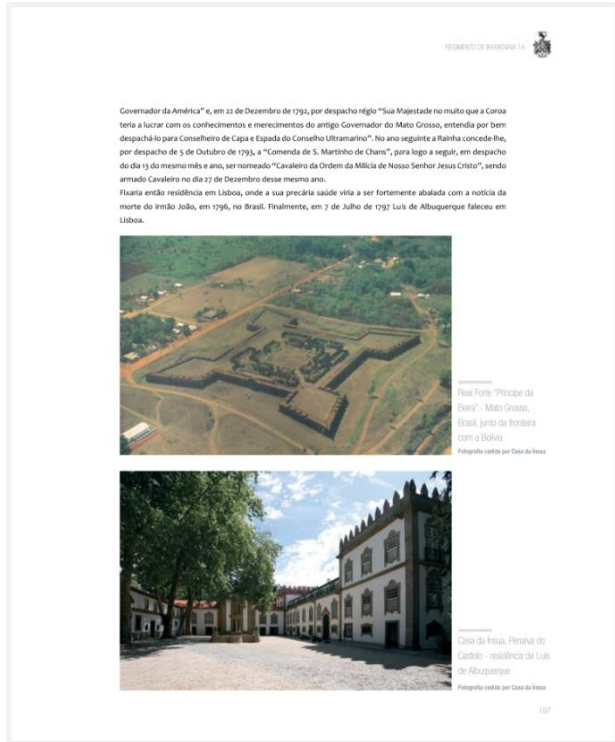 REGIMENTO DE INFANTARIA 14
Governador da América” e, em 22 de Dezembro de 1792, por despacho régio “Sua Majestade no muito que a Coroa
teria a lucrar com os conhecimentos e merecimentos do antigo Governador do Mato Grosso, entendia por bem
despachá-lo para Conselheiro de Capa e Espada do Conselho Ultramarino”. No ano seguinte a Rainha concede-lhe,
por despacho de 5 de Outubro de 1793, a “Comenda de S. Martinho de Chans”, para logo a seguir, em despacho
do dia 13 do mesmo mês e ano, ser nomeado “Cavaleiro da Ordem da Milícia de Nosso Senhor Jesus Cristo”, sendo
armado Cavaleiro no dia 27 de Dezembro desse mesmo ano.
Fixaria então residência em Lisboa, onde a sua precária saúde viria a ser fortemente abalada com a notícia da
morte do irmão João, em 1796, no Brasil. Finalmente, em 7 de Julho de 1797 Luís de Albuquerque faleceu em
Lisboa.
Real Forte “Príncipe da
Beira” - Mato Grosso,
Brasil, junto da fronteira
com a Bolívia
Fotografia cedida por Casa da Ínsua
Casa da Ínsua, Penalva do
Castelo - residência de Luís
de Albuquerque
Fotografia cedida por Casa da Ínsua
197